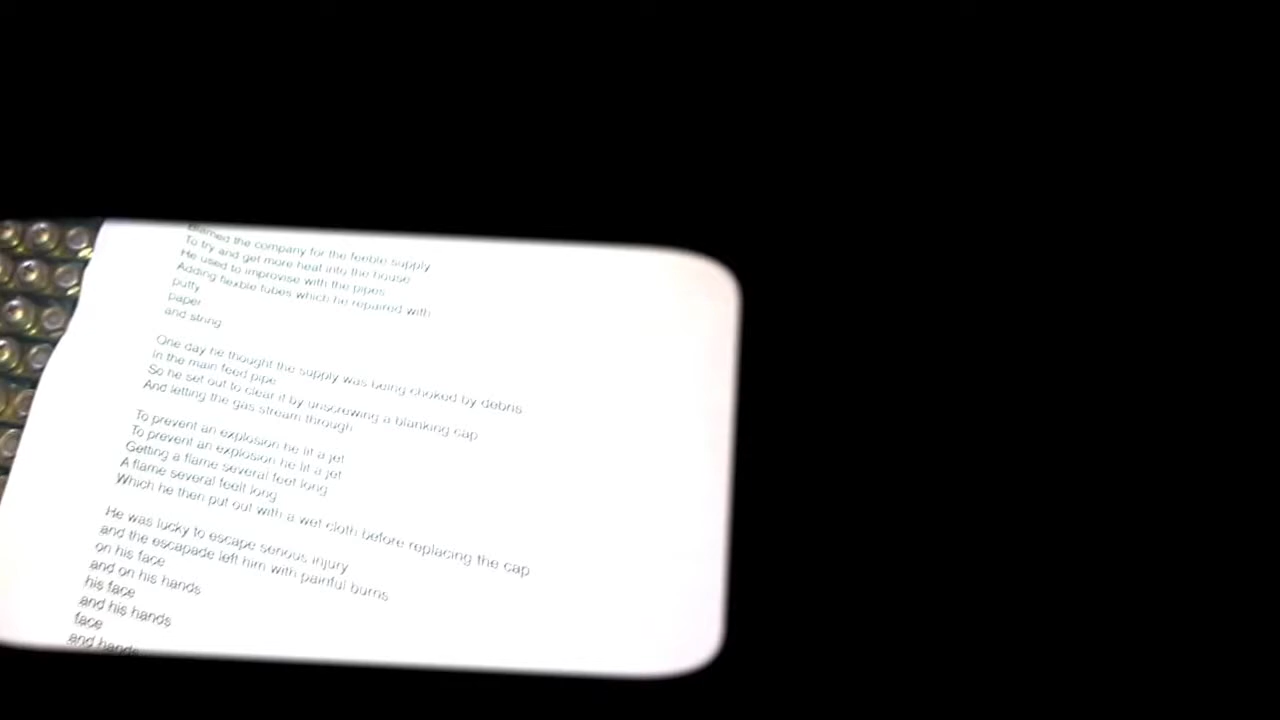 Blamed the company for the feeble supply
To try and get more heat into the house
He used to improvise with the pipes
Adding flexble tubes which he repaired with
putty
paper
and string
One day he thought the supply was being choked by debris
In the main feed pipe
So he set out to clear it by unscrewing a blanking cap
And letting the gas stream through
To prevent an explosion he lit a jet
To prevent an explosion he lit a jet
Getting a flame several feet long
A flame several feelt long
Which he then put out with a wet cloth before replacing the cap
He was lucky to escape serious injury
and the escapade left him with painful burns
on his face
and on his hands
his face
and his hands
face
and hands